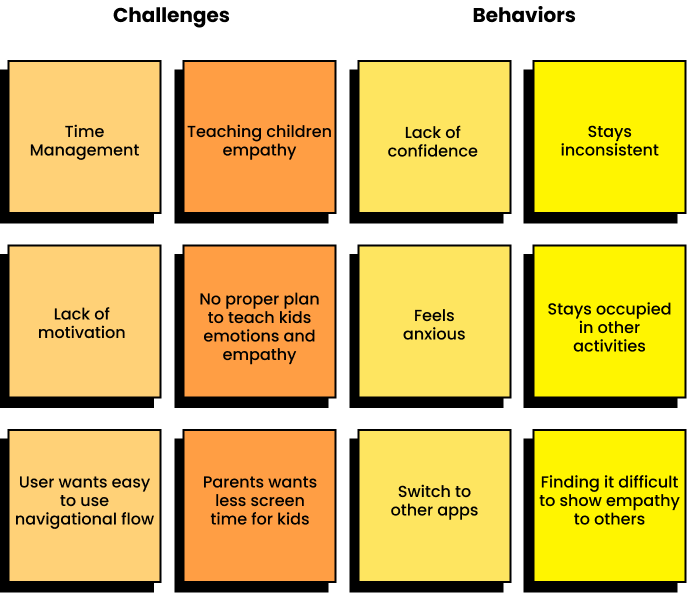 Challenges
Behaviors
Time
Management
Teaching children
empathy
Lack of
confidence
Stays
inconsistent
Lack of
motivation
No proper plan
to teach kids
emotions and
empathy
Feels
anxious
Stays occupied
in other
activities
User wants easy
to use
navigational flow
Parents wants
less screen
time for kids
Switch to
other apps
Finding it difficult
to show empathy
to others